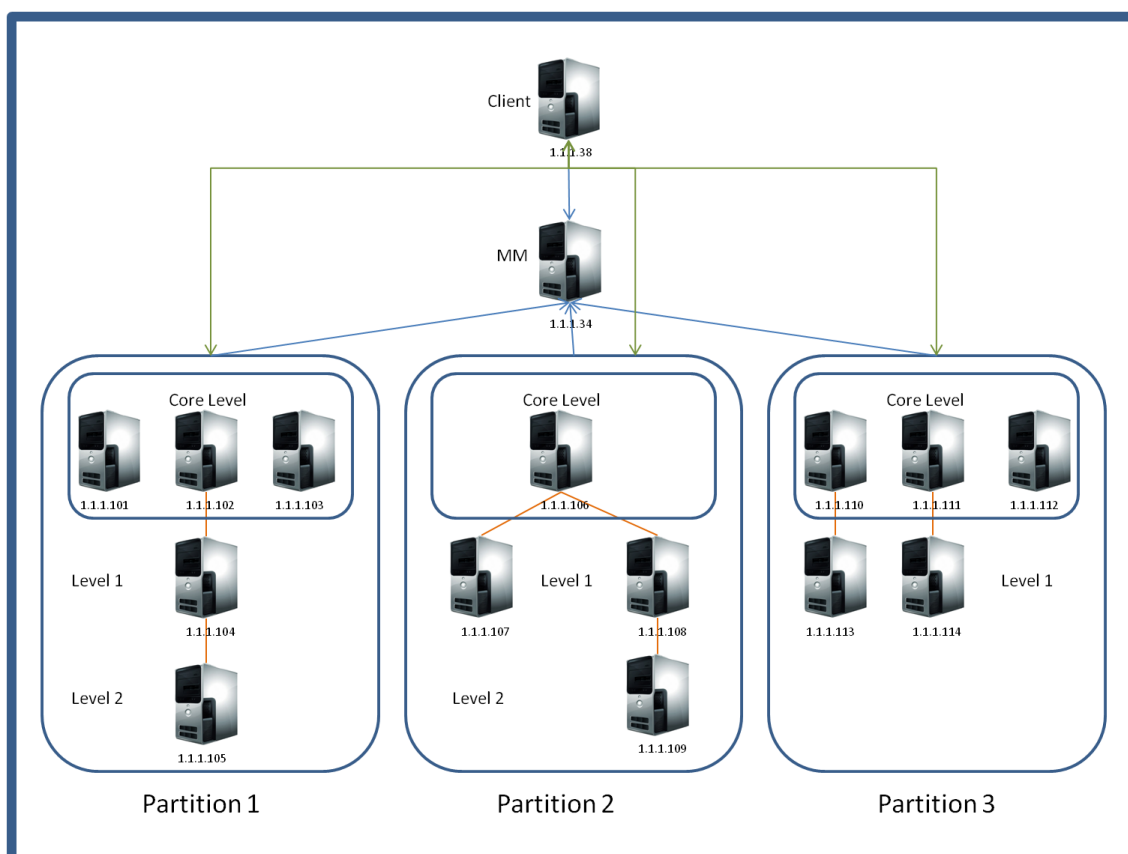 Client
1.1.1.38
MM
1.1.1.34
Core Level
1.1.1.101
1.1.1.102
1.1.1.103
Level 1
1.1.1.104
Level 2
1.1.1.105
Partition 1
Core Level
1.1.1.106
Level 1
1.1.1.107
1.1.1.108
Level 2
1.1.1.109
Partition 2
Core Level
1.1.1.110
1.1.1.111
1.1.1.112
Level 1
1.1.1.113
1.1.1.114
Partition 3